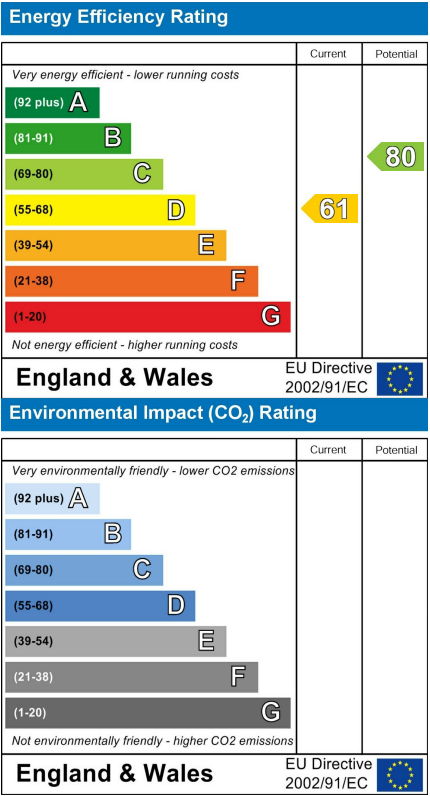 Energy Efficiency Rating
Current Potential
Very energy efficient - lower running costs
(92 plus) A
(81-91) B
(69-80) C
80
(55-68) D
61
(39-54) E
(21-38) F
(1-20) G
Not energy efficient - higher running costs
England & Wales
EU Directive
2002/91/EC
Environmental Impact (CO₂) Rating
Current Potential
Very environmentally friendly - lower CO2 emissions
(92 plus) A
(81-91) B
(69-80) C
(55-68) D
(39-54) E
(21-38) F
(1-20) G
Not environmentally friendly - higher CO2 emissions
England & Wales
EU Directive
2002/91/EC